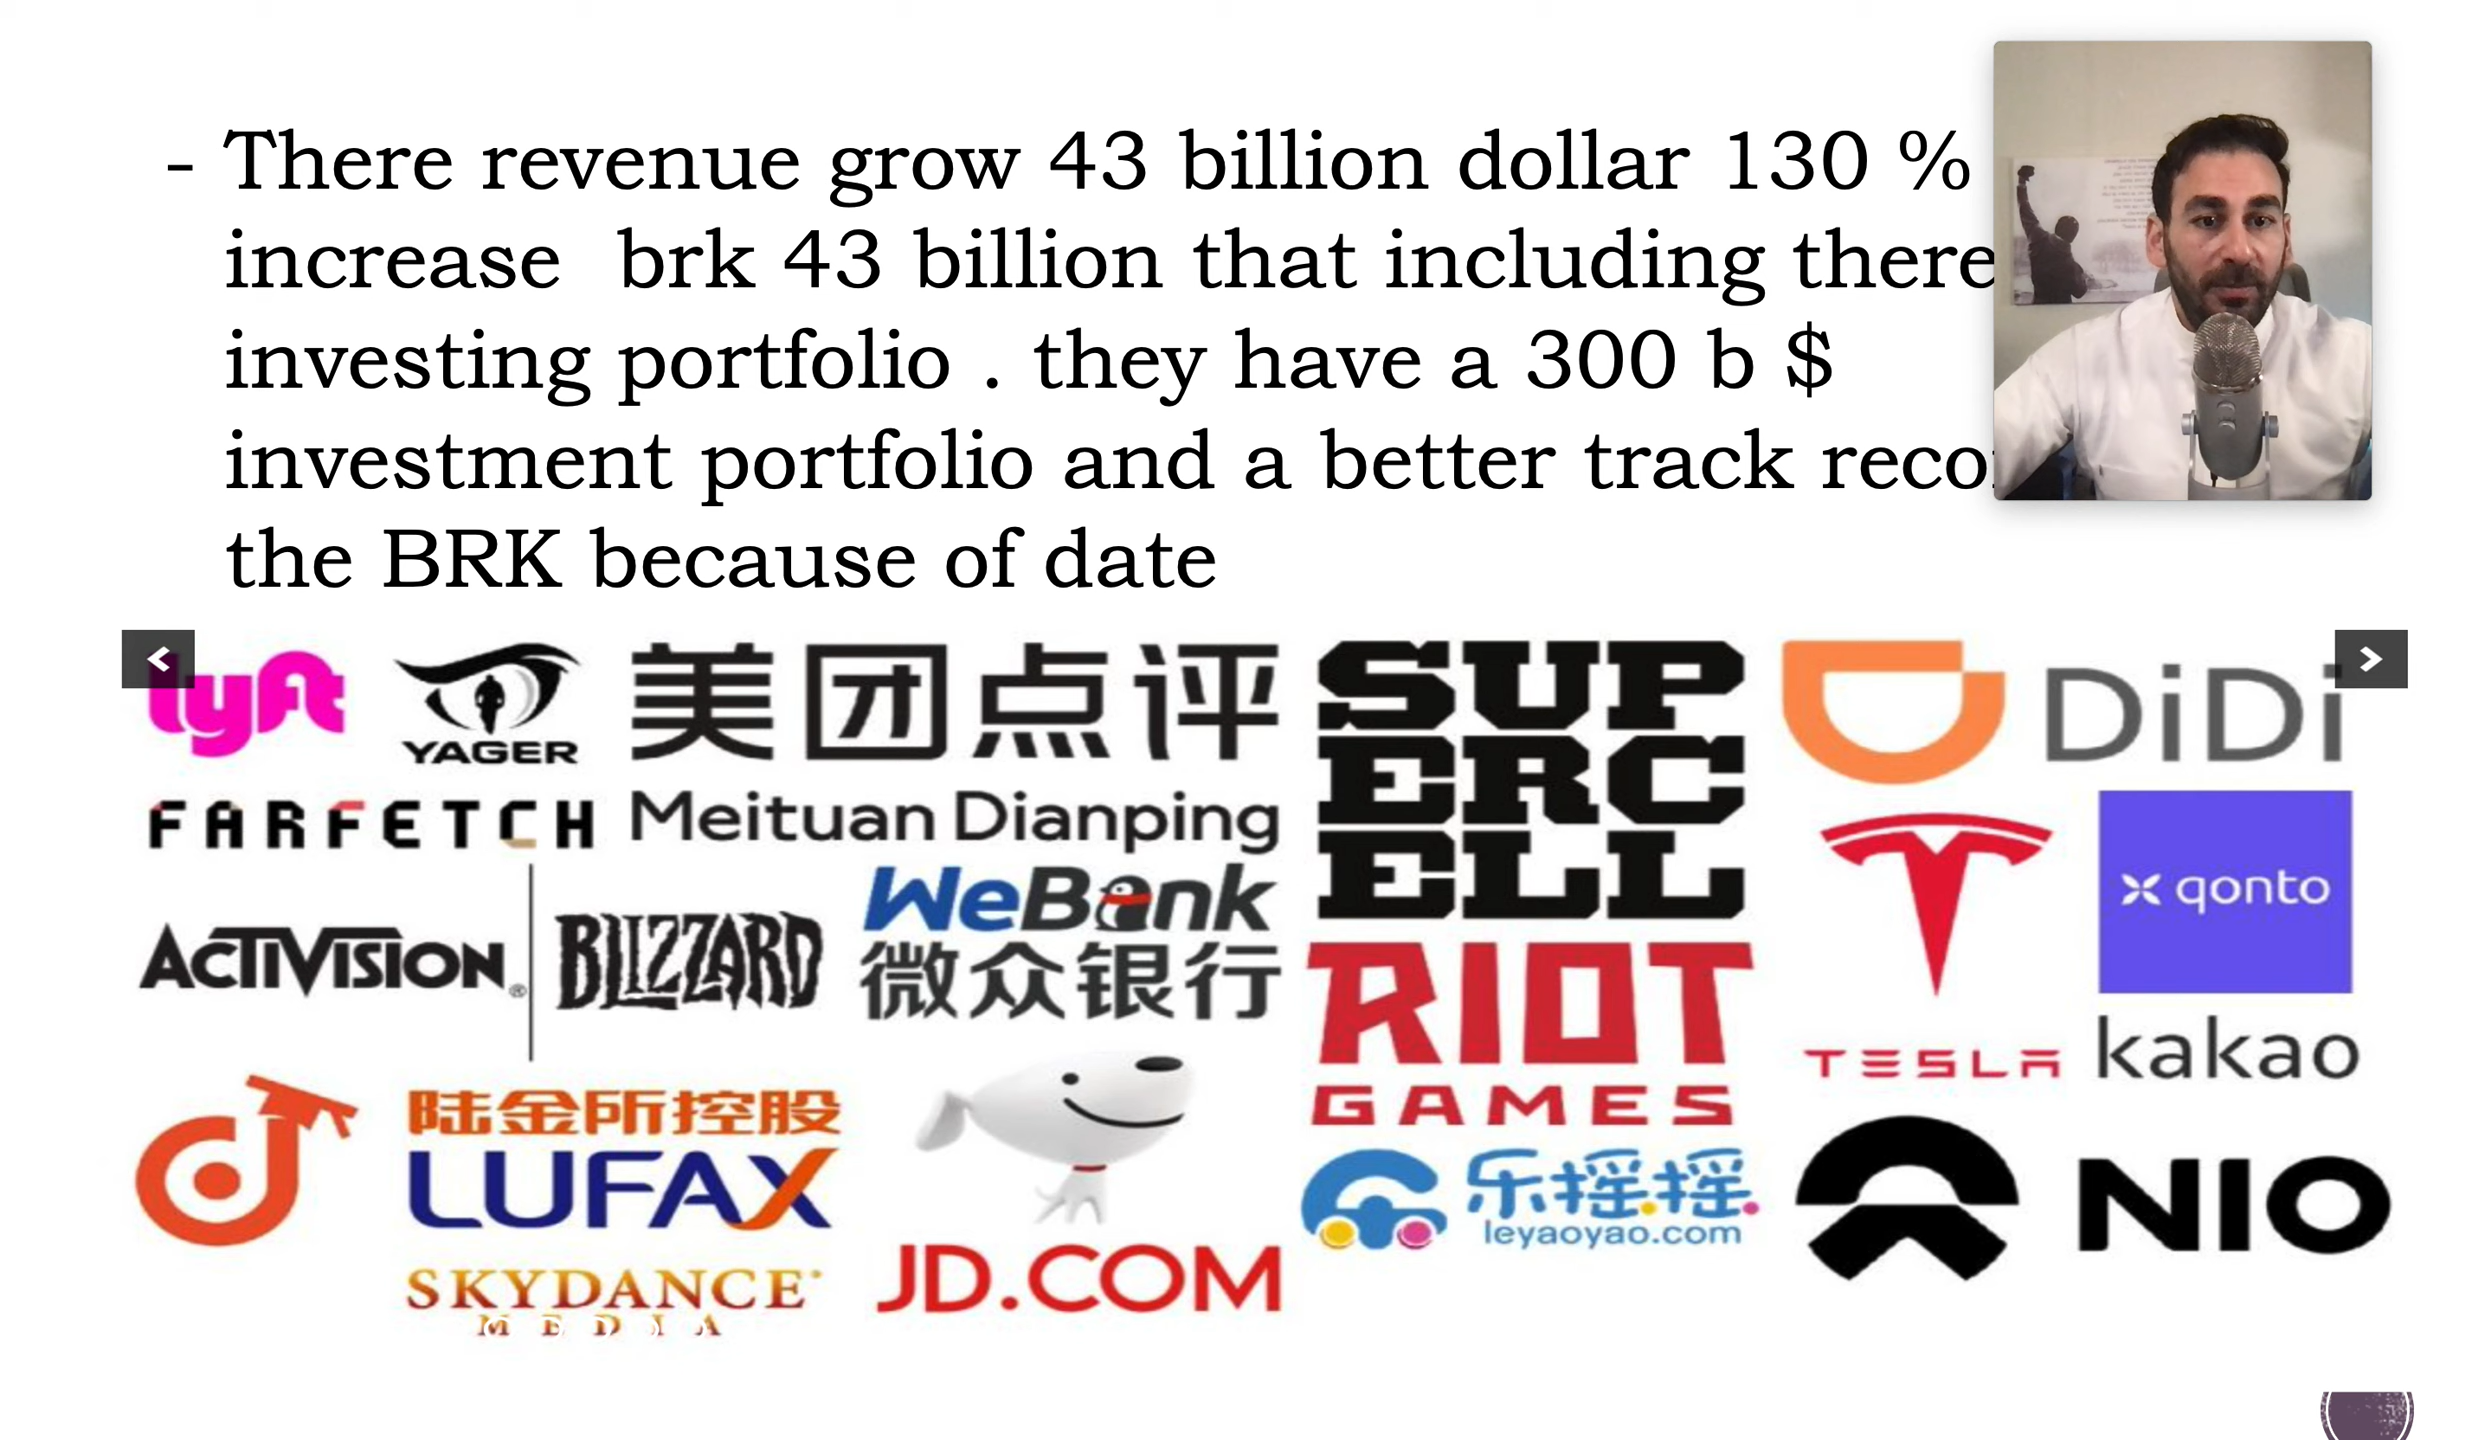 - There revenue grow 43 billion dollar 130 %
increase brk 43 billion that including there
investing portfolio . they have a 300 b $
investment portfolio and a better track
the BRK because of date
lyft
YAGER
美团点评
Meituan Dianping
SUP
ERC
ELL
DiDi
FARFETCH
TESLA
qonto
ACTIVISION®
BLIZZARD
WeBank
微众银行
RIOT
GAMES
kakao
陆金所控股
LUFAX
SKYDANCE
MEDIA
JD.COM
乐摇摇
leyaoyao.com
NIO